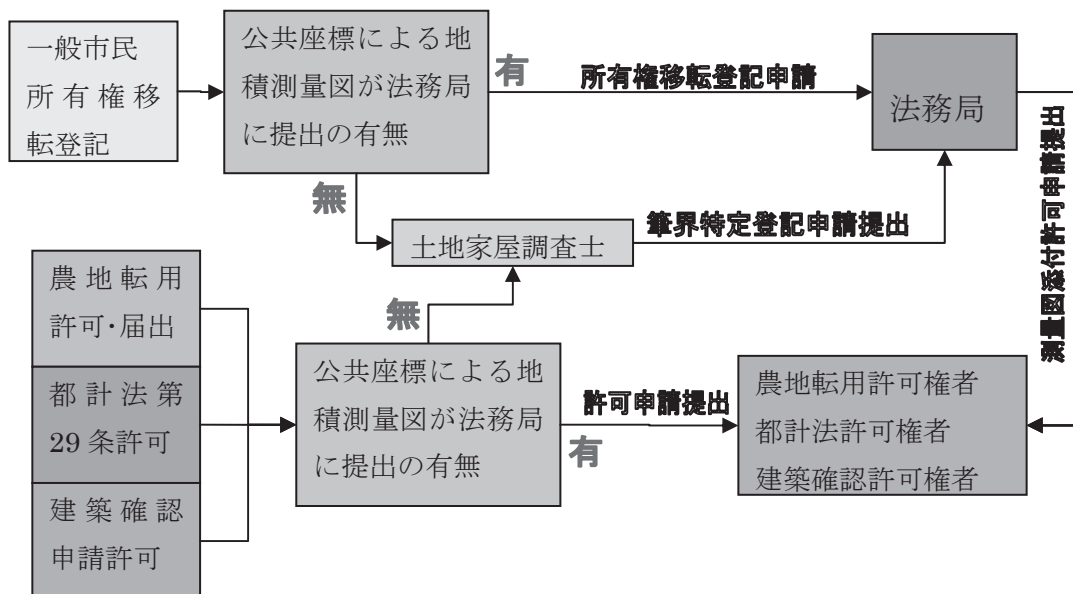 一般市民
所有権移
転登記
公共座標による地
積測量図が法務局
に提出の有無
有
所有権移転登記申請
法務局
無
土地家屋調査士
筆界特定登記申請提出
測量図添付許可申請提出
農地転用
許可・届出
都計法第
29条許可
建築確認
申請許可
無
公共座標による地
積測量図が法務局
に提出の有無
許可申請提出
有
農地転用許可権者
都計法許可権者
建築確認許可権者